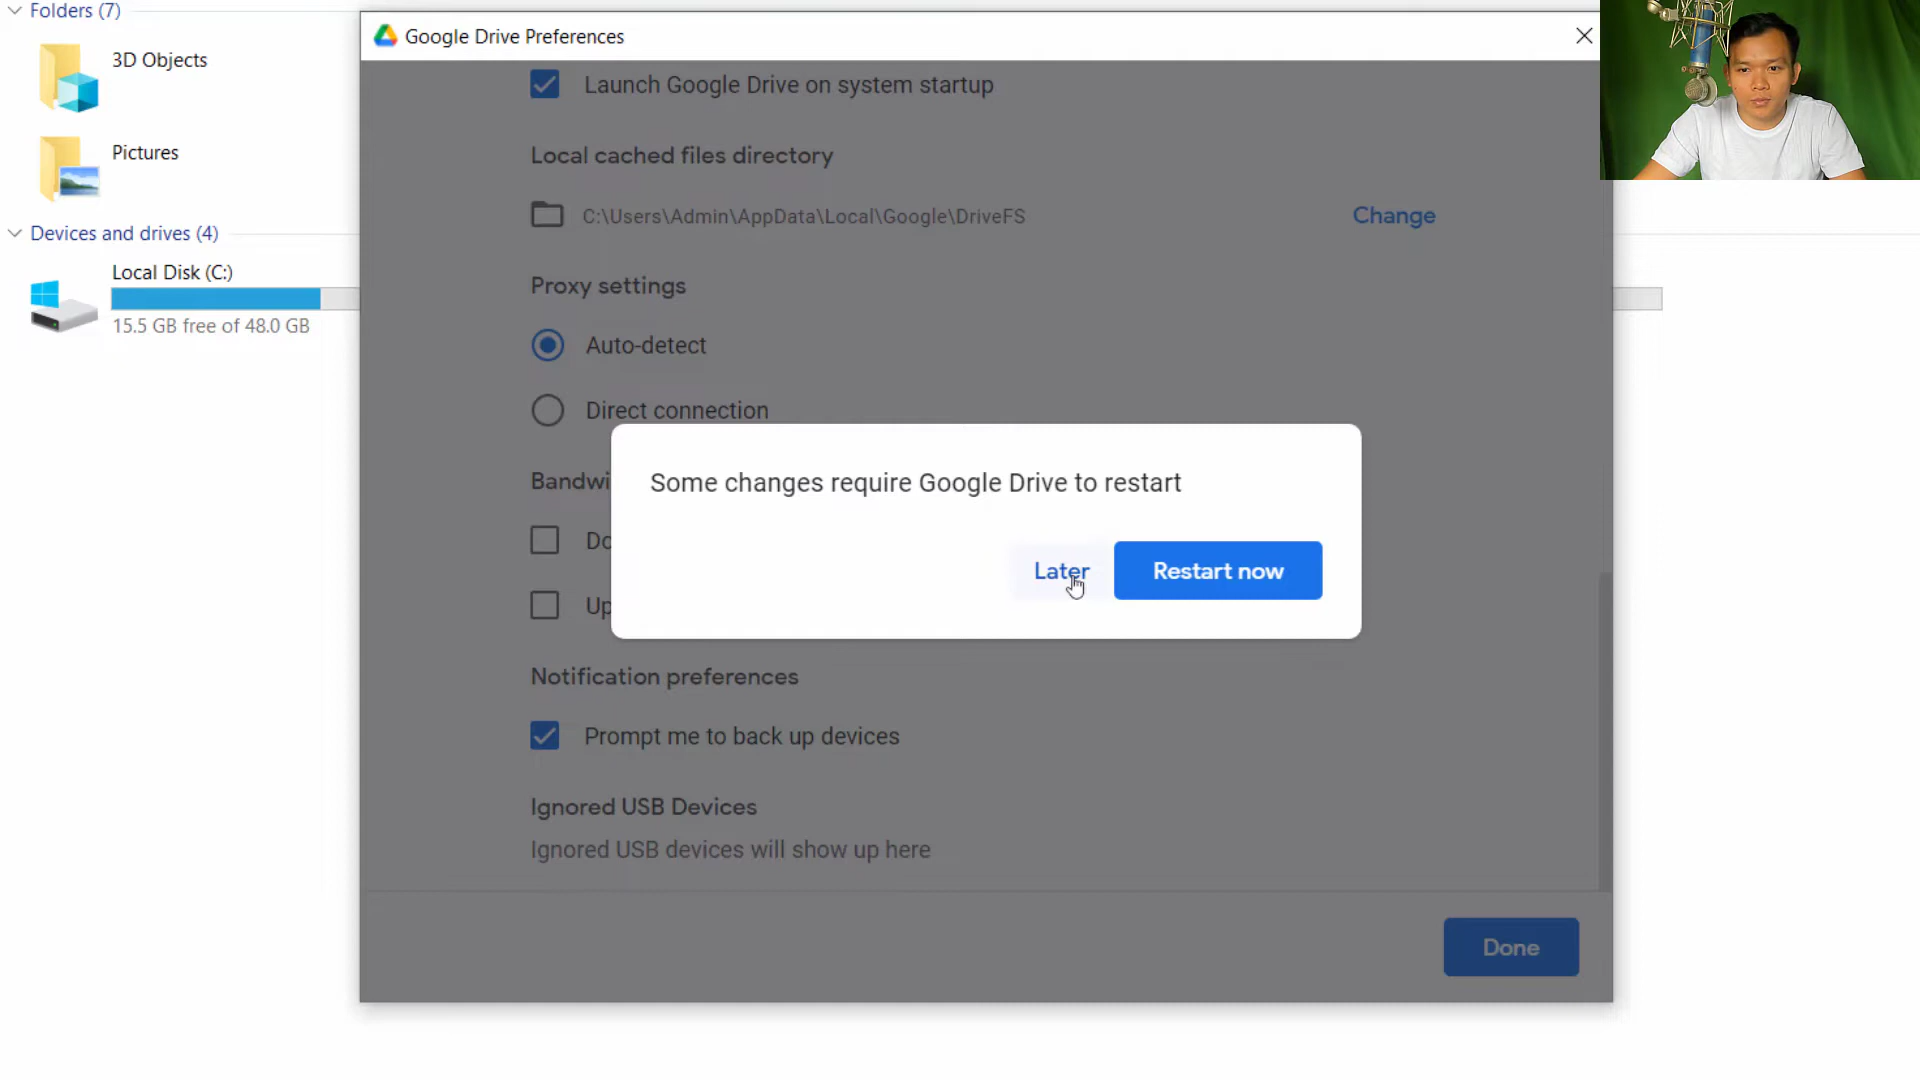 Folders (7)
3D Objects
Pictures
Devices and drives (4)
Local Disk (C:)
15.5 GB free of 48.0 GB
Google Drive Preferences
Launch Google Drive on system startup
Local cached files directory
C:\Users\Admin\AppData\Local\Google\DriveFS
Change
Proxy settings
Auto-detect
Direct connection
Bandwi
Do
Up
Some changes require Google Drive to restart
Later
Restart now
Notification preferences
Prompt me to back up devices
Ignored USB Devices
Ignored USB devices will show up here
Done